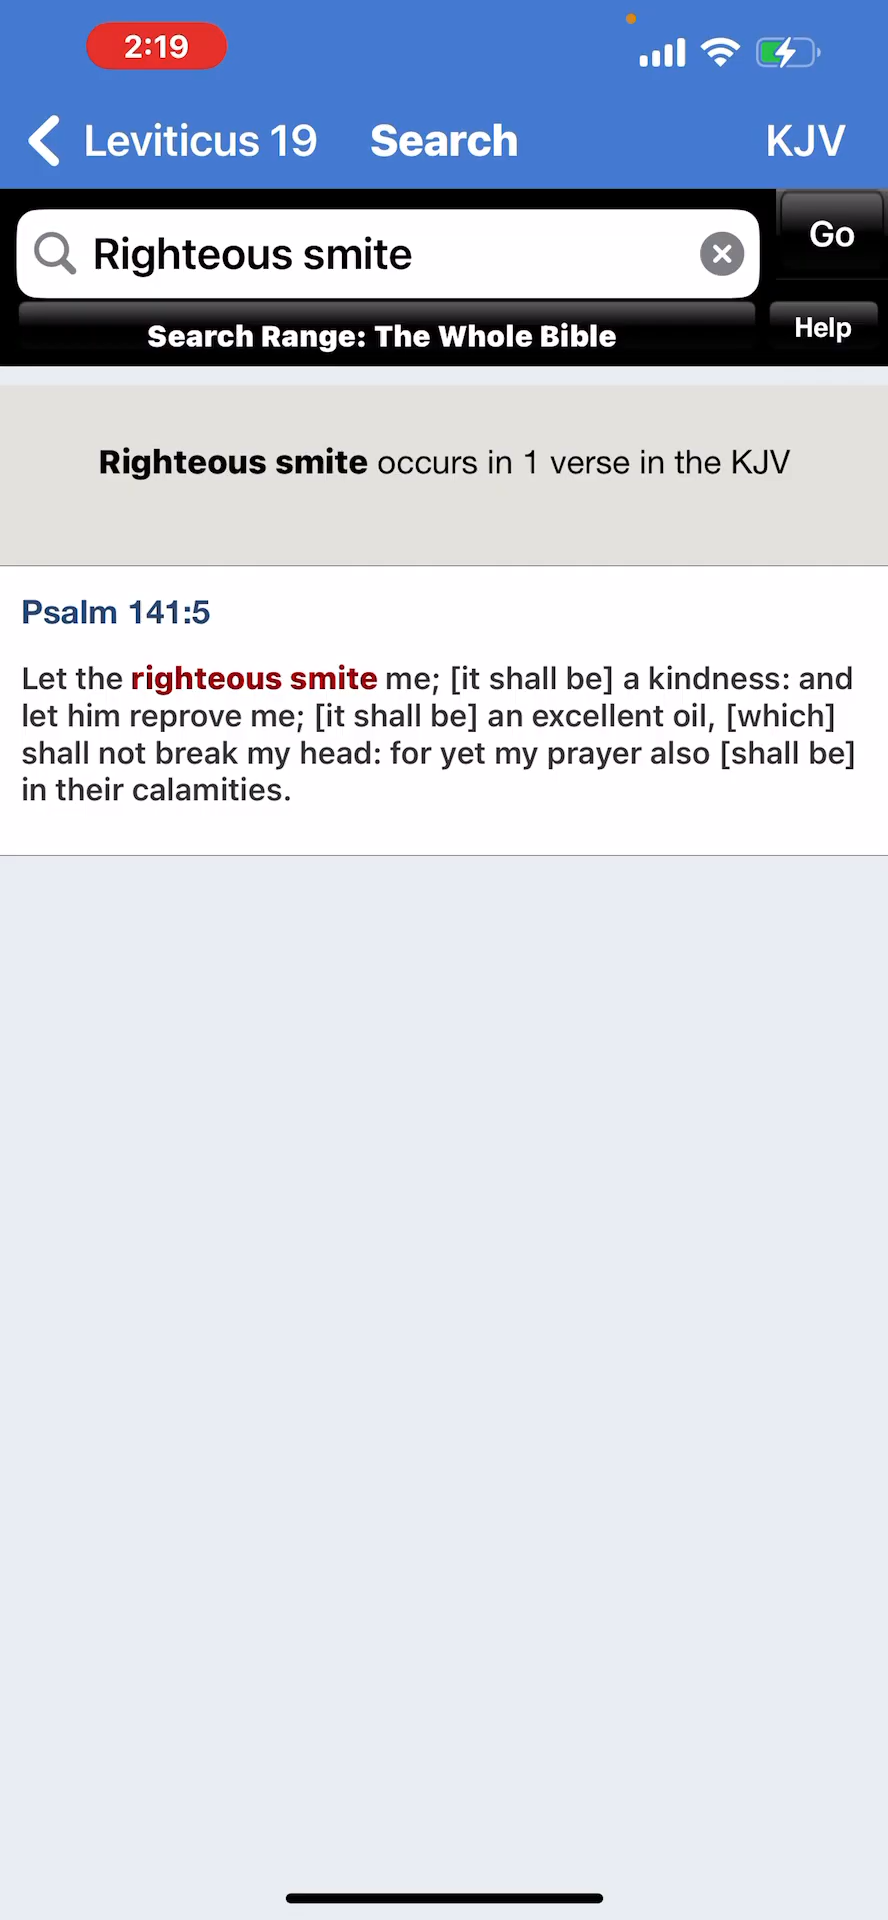 2:19
Leviticus 19 Search KJV
Righteous smite
Go
Search Range: The Whole Bible
Help
Righteous smite occurs in 1 verse in the KJV
Psalm 141:5
Let the righteous smite me; [it shall be] a kindness: and
let him reprove me; [it shall be] an excellent oil, [which]
shall not break my head: for yet my prayer also [shall be]
in their calamities.